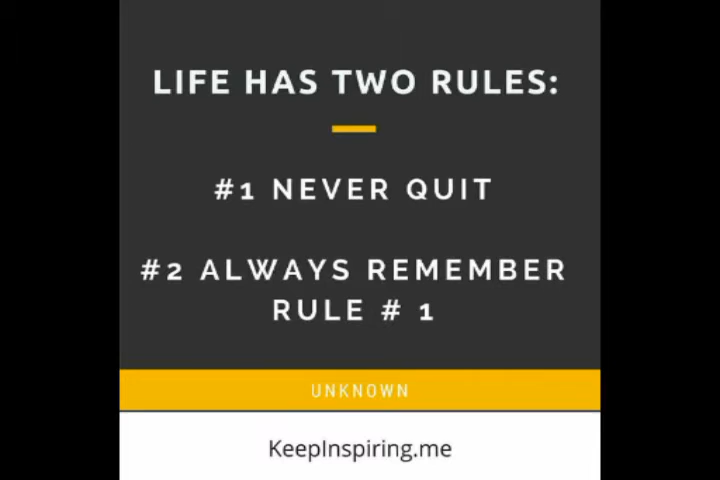 LIFE HAS TWO RULES:
#1 NEVER QUIT
#2 ALWAYS REMEMBER
RULE # 1
UNKNOWN
KeepInspiring.me